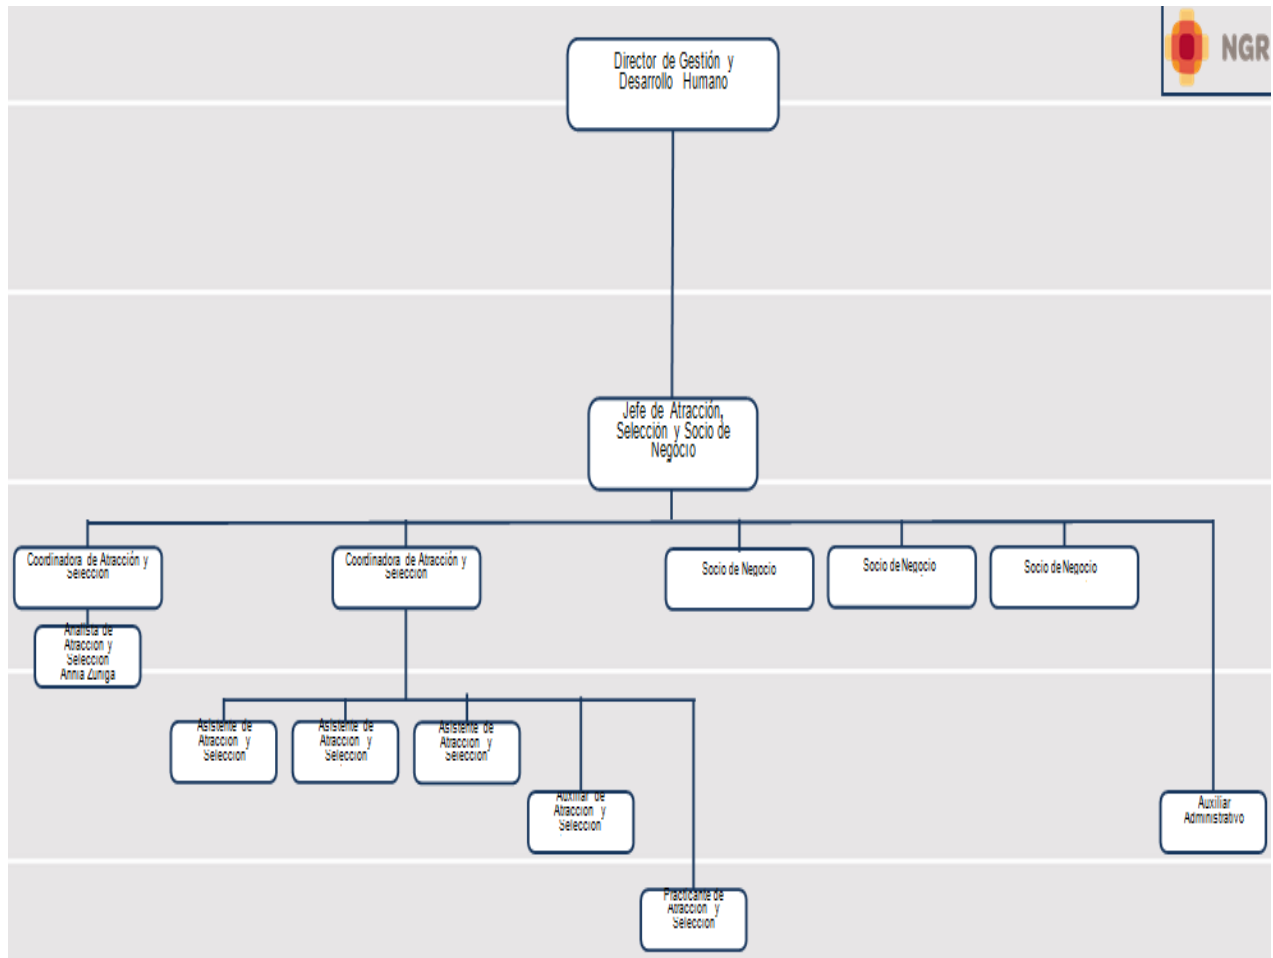 NGR
Director de Gestión y
Desarrollo Humano
Jefe de Atracción,
Selección y Socio de
Negocio
Coordinadora de Atracción y
Selección
Coordinadora de Atracción y
Selección
Socio de Negocio
Socio de Negocio
Socio de Negocio
Analista de
Atracción y
Selección
Annia Zuñiga
Asistente de
Atracción y
Selección
Asistente de
Atracción y
Selección
Asistente de
Atracción y
Selección
Auxiliar de
Atracción y
Selección
Auxiliar
Administrativo
Practicante de
Atracción y
Selección